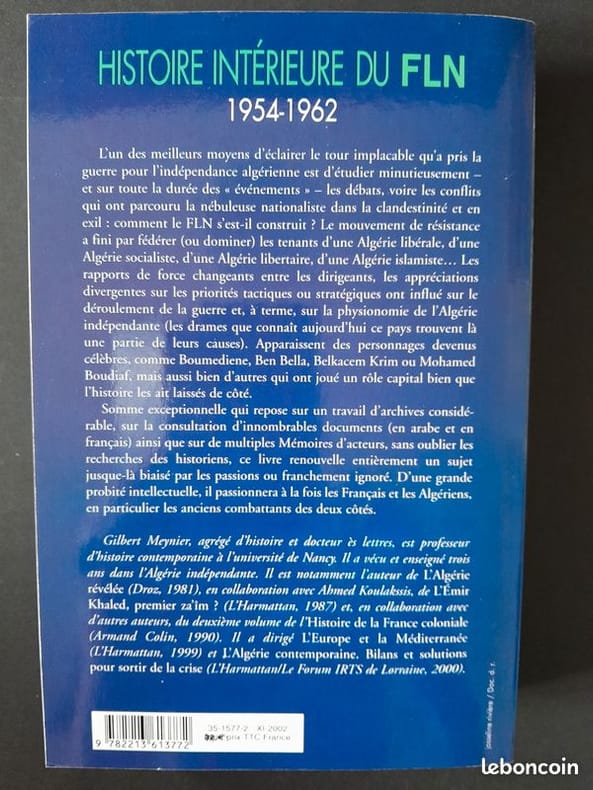 HISTOIRE INTÉRIEURE DU FLN
1954-1962
L'un des meilleurs moyens d'éclairer le tour implacable qu'a pris la
guerre pour l'indépendance algérienne est d'étudier minutieusement –
et sur toute la durée des « événements » – les débats, voire les conflits
qui ont parcouru la nébuleuse nationaliste dans la clandestinité et en
exil : comment le FLN s'est-il construit ? Le mouvement de résistance
a fini par fédérer (ou dominer) les tenants d'une Algérie libérale, d'une
Algérie socialiste, d'une Algérie libertaire, d'une Algérie islamiste... Les
rapports de force changeants entre les dirigeants, les appréciations
divergentes sur les priorités tactiques ou stratégiques ont influé sur le
déroulement de la guerre et, à terme, sur la physionomie de l'Algérie
indépendante (les drames que connaît aujourd'hui ce pays trouvent là
une partie de leurs causes). Apparaissent des personnages devenus
célèbres, comme Boumediene, Ben Bella, Belkacem Krim ou Mohamed
Boudiaf, mais aussi bien d'autres qui ont joué un rôle capital bien que
l'histoire les ait laissés de côté.
Somme exceptionnelle qui repose sur un travail d'archives considé-
rable, sur la consultation d'innombrables documents (en arabe et en
français) ainsi que sur de multiples Mémoires d'acteurs, sans oublier les
recherches des historiens, ce livre renouvelle entièrement un sujet
jusque-là biaisé par les passions ou franchement ignoré. D'une grande
probité intellectuelle, il passionnera à la fois les Français et les Algériens,
en particulier les anciens combattants des deux côtés.
Gilbert Meynier, agrégé d'histoire et docteur ès lettres, est professeur
d'histoire contemporaine à l'université de Nancy. Il a vécu et enseigné trois
ans dans l'Algérie indépendante. Il est notamment l'auteur de L'Algérie
révélée (Droz, 1981), en collaboration avec Ahmed Koulakssis, de L'Émir
Khaled, premier za'îm ? (L'Harmattan, 1987) et, en collaboration avec
d'autres auteurs, du deuxième volume de l'Histoire de la France coloniale
(Armand Colin, 1990). Il a dirigé L'Europe et la Méditerranée
(L'Harmattan, 1999) et L'Algérie contemporaine. Bilans et solutions
pour sortir de la crise (L'Harmattan/Le Forum IRTS de Lorraine, 2000).
35-1577-2 XI-2002
prix TTC France
9 782213 613772
/ Doc. d. r.
leboncoin